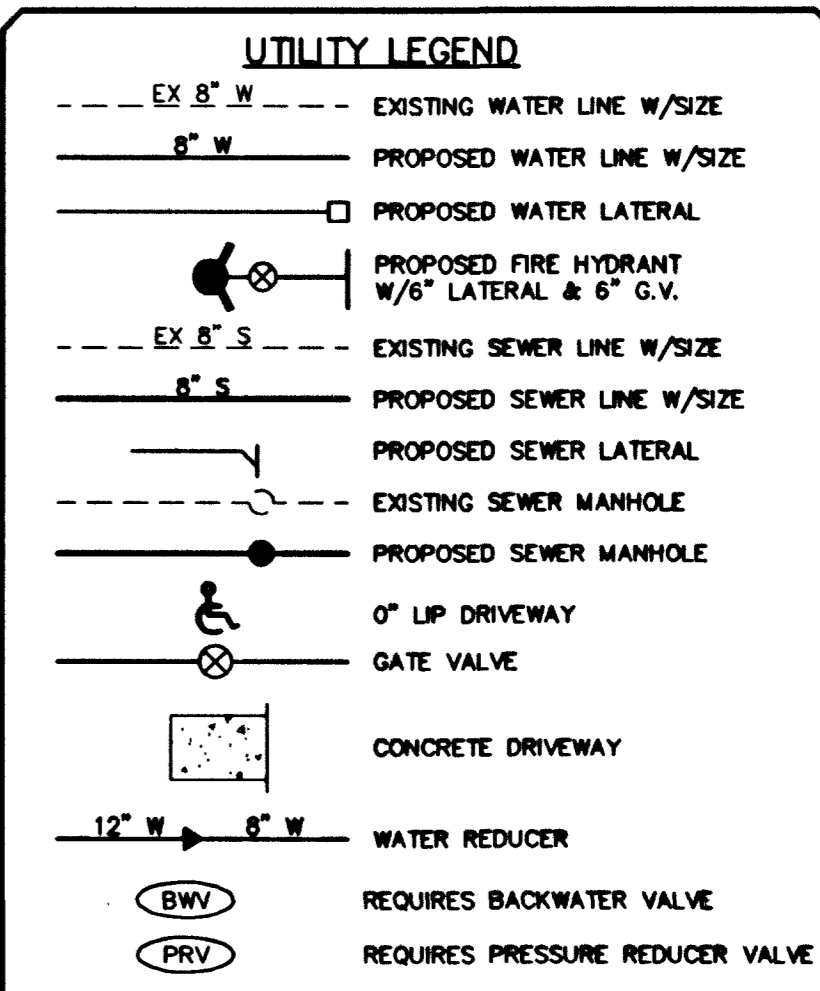 UTILITY LEGEND
EX 8" W EXISTING WATER LINE W/SIZE
8" W PROPOSED WATER LINE W/SIZE
PROPOSED WATER LATERAL
PROPOSED FIRE HYDRANT
W/6" LATERAL & 6" G.V.
EX 8" S EXISTING SEWER LINE W/SIZE
8" S PROPOSED SEWER LINE W/SIZE
PROPOSED SEWER LATERAL
EXISTING SEWER MANHOLE
PROPOSED SEWER MANHOLE
0" LIP DRIVEWAY
GATE VALVE
CONCRETE DRIVEWAY
12" W 8" W WATER REDUCER
BWV REQUIRES BACKWATER VALVE
PRV REQUIRES PRESSURE REDUCER VALVE